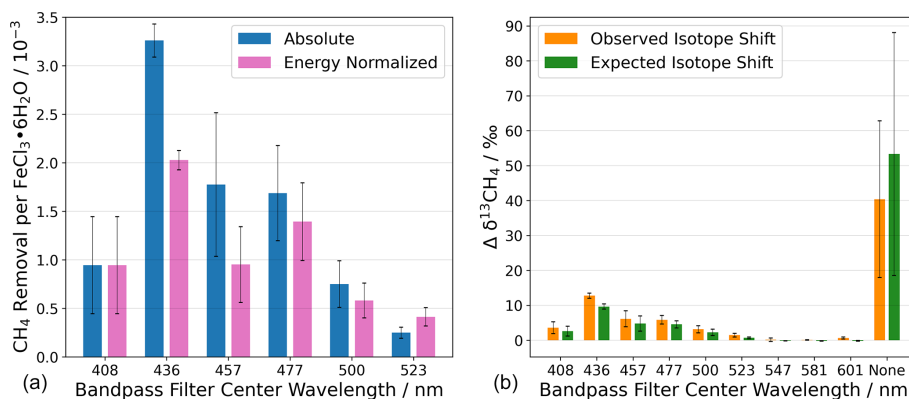 CH₄ Removal per FeCl₃•6H₂O / 10⁻³
3.5
3.0
2.5
2.0
1.5
1.0
0.5
0.0
Absolute
Energy Normalized
408 436 457 477 500 523
(a) Bandpass Filter Center Wavelength / nm
Δ δ¹³CH₄ / ‰
90
80
70
60
50
40
30
20
10
0
Observed Isotope Shift
Expected Isotope Shift
408 436 457 477 500 523 547 581 601 None
(b) Bandpass Filter Center Wavelength / nm